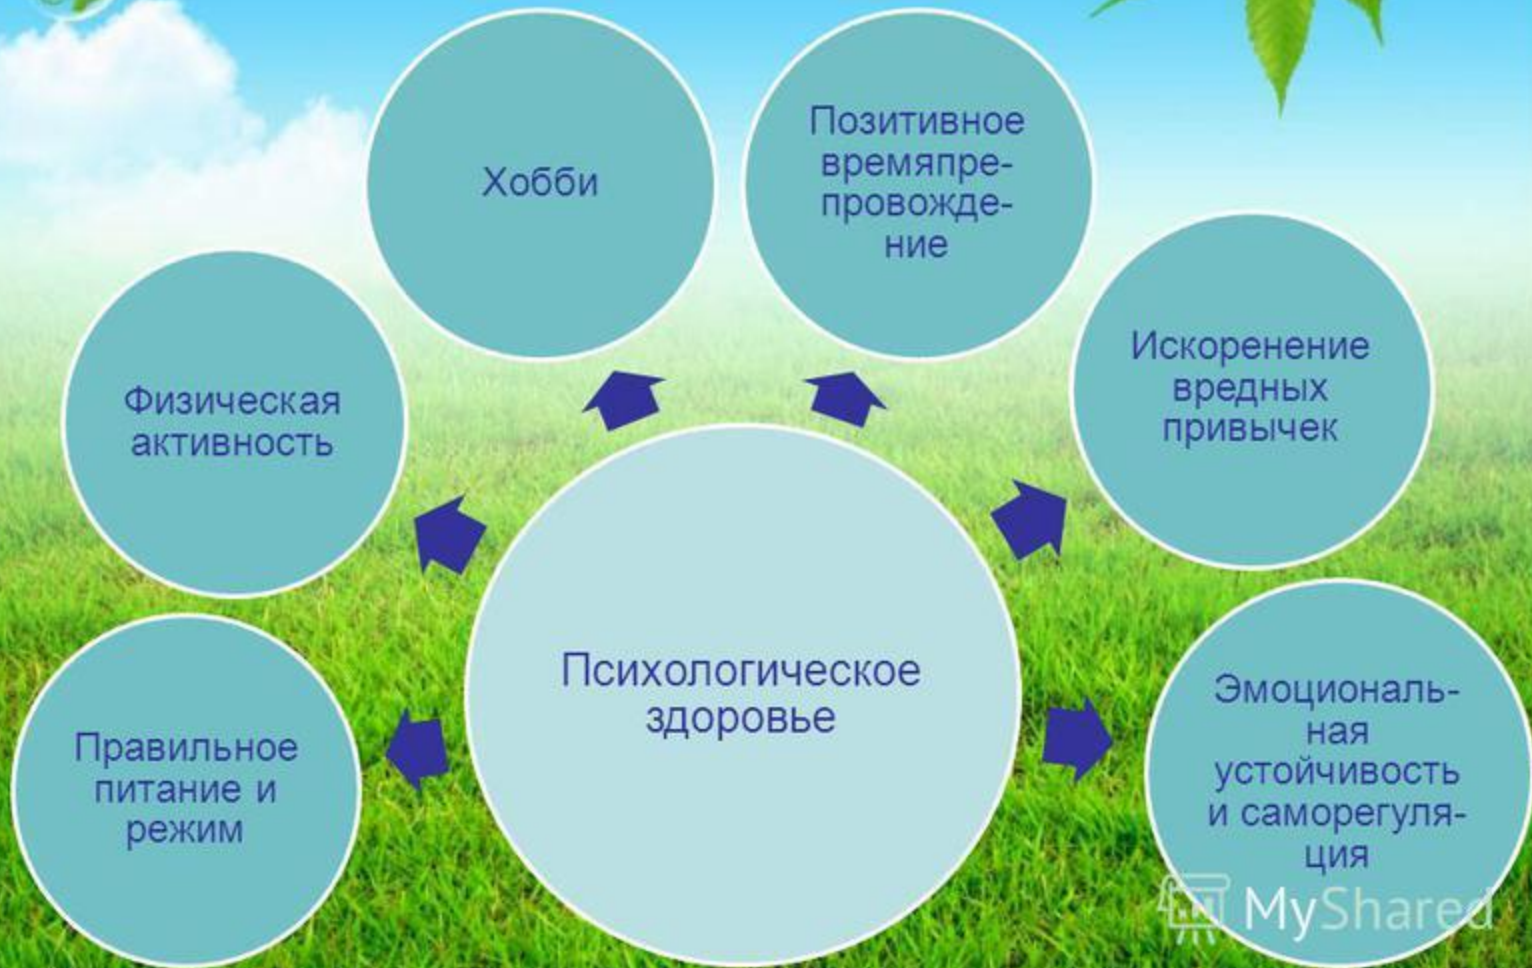 Хобби
Позитивное
времяпре-
провожде-
ние
Искоренение
вредных
привычек
Физическая
активность
Психологическое
здоровье
Эмоциональ-
ная
устойчивость
и саморегуля-
ция
Правильное
питание и
режим
MyShared